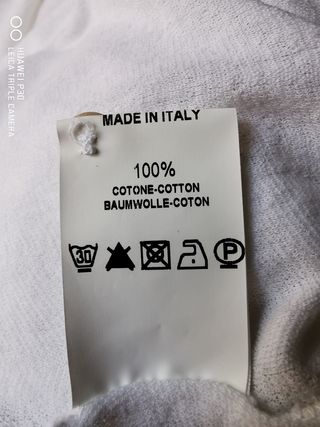 MADE IN ITALY
100%
COTONE-COTTON
BAUMWOLLE-COTON
30
P
HUAWEI P30
LEICA TRIPLE CAMERA